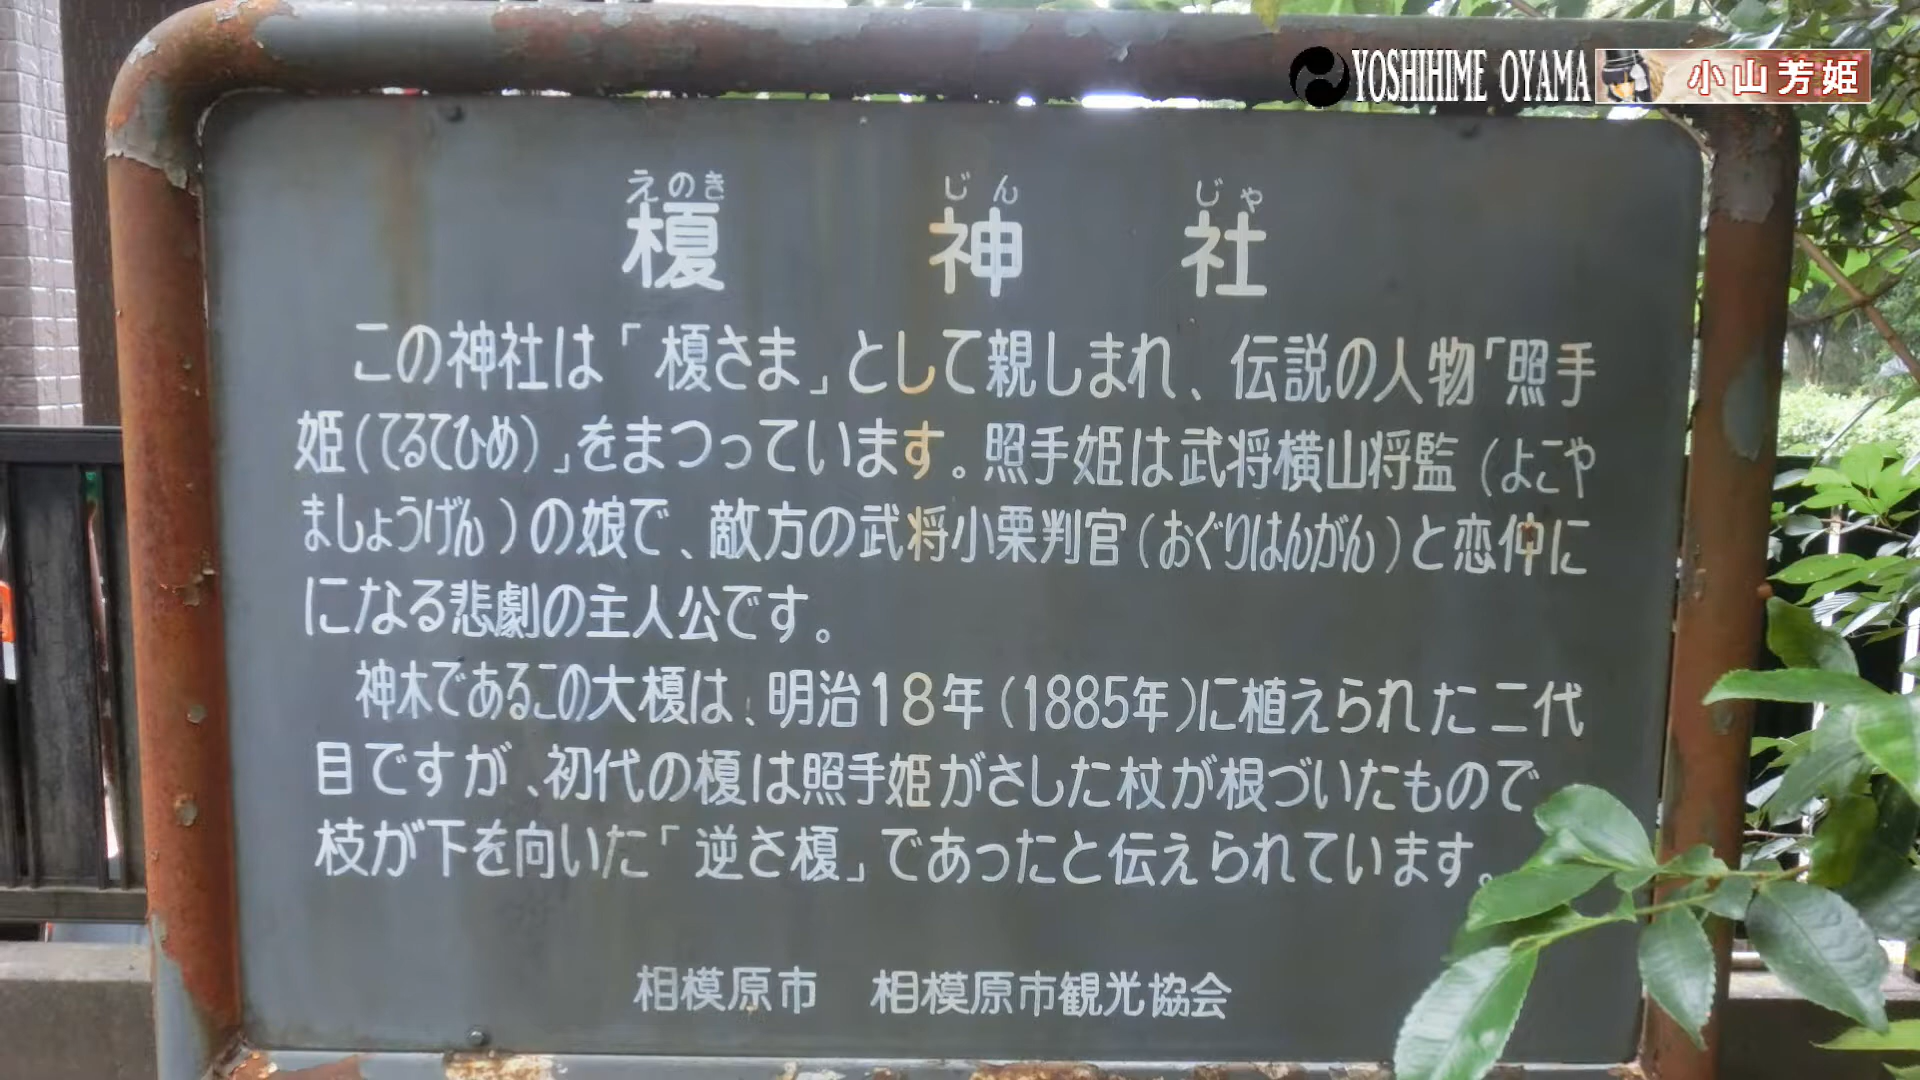 YOSHIHIME OYAMA 小山芳姫
えのき じん じゃ
榎 神 社
この神社は「榎さま」として親しまれ、伝説の人物「照手
姫(てるてひめ)」をまつっています。照手姫は武将横山将監(よこや
ましょうげん)の娘で、敵方の武将小栗判官(おぐりはんがん)と恋仲に
になる悲劇の主人公です。
神木であるこの大榎は、明治18年(1885年)に植えられた二代
目ですが、初代の榎は照手姫がさした杖が根づいたもので
枝が下を向いた「逆さ榎」であったと伝えられています。
相模原市 相模原市観光協会